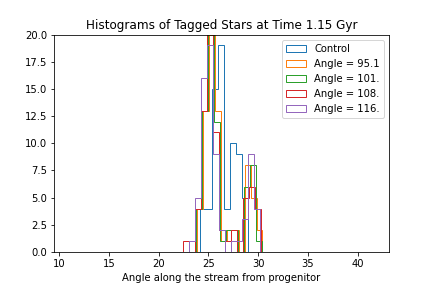 Histograms of Tagged Stars at Time 1.15 Gyr
20.0
17.5
15.0
12.5
10.0
7.5
5.0
2.5
0.0
Control
Angle = 95.1
Angle = 101.
Angle = 108.
Angle = 116.
10 15 20 25 30 35 40
Angle along the stream from progenitor